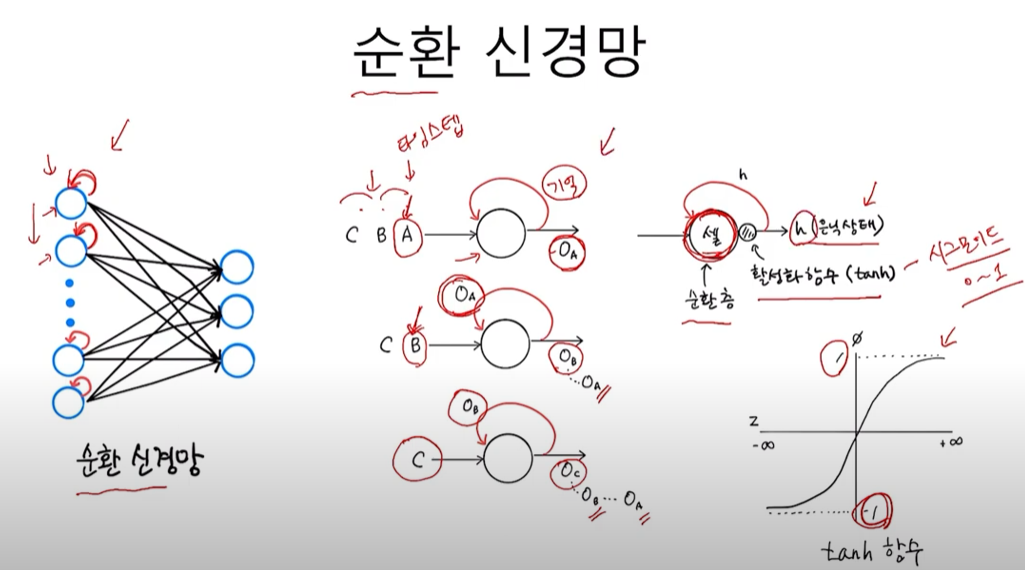 순환 신경망
타임스텝
C B A
기억
O_A
O_A
C B
O_B
O_A
O_B
C
O_C
O_B ... O_A
순환 신경망
h
셀
h (은닉상태)
활성화 함수 (tanh)
순환 층
시그모이드
0~1
φ
1
z
-∞ +∞
-1
tanh 함수